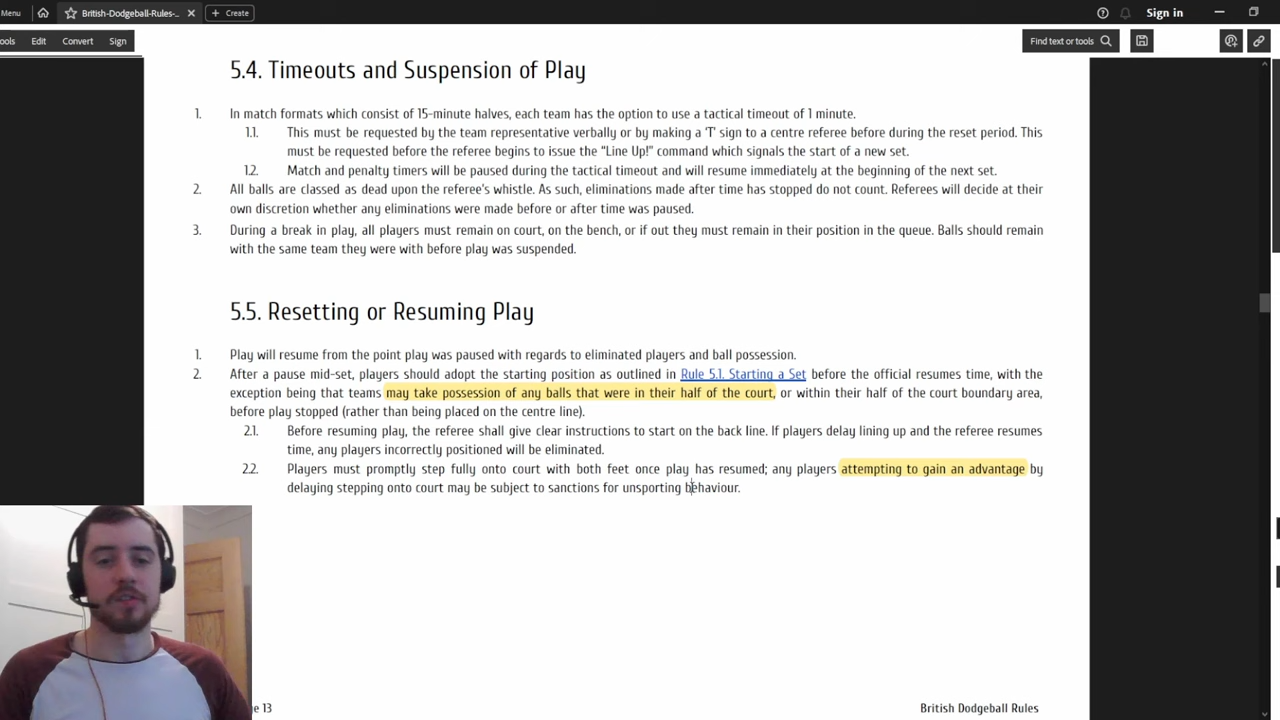 Menu
British-Dodgeball-Rules-...
Create
Sign in
ools Edit Convert Sign
Find text or tools
5.4. Timeouts and Suspension of Play
1. In match formats which consist of 15-minute halves, each team has the option to use a tactical timeout of 1 minute.
1.1. This must be requested by the team representative verbally or by making a ‘T’ sign to a centre referee before during the reset period. This
must be requested before the referee begins to issue the “Line Up!” command which signals the start of a new set.
1.2. Match and penalty timers will be paused during the tactical timeout and will resume immediately at the beginning of the next set.
2. All balls are classed as dead upon the referee’s whistle. As such, eliminations made after time has stopped do not count. Referees will decide at their
own discretion whether any eliminations were made before or after time was paused.
3. During a break in play, all players must remain on court, on the bench, or if out they must remain in their position in the queue. Balls should remain
with the same team they were with before play was suspended.
5.5. Resetting or Resuming Play
1. Play will resume from the point play was paused with regards to eliminated players and ball possession.
2. After a pause mid-set, players should adopt the starting position as outlined in Rule 5.1. Starting a Set before the official resumes time, with the
exception being that teams may take possession of any balls that were in their half of the court, or within their half of the court boundary area,
before play stopped (rather than being placed on the centre line).
2.1. Before resuming play, the referee shall give clear instructions to start on the back line. If players delay lining up and the referee resumes
time, any players incorrectly positioned will be eliminated.
2.2. Players must promptly step fully onto court with both feet once play has resumed; any players attempting to gain an advantage by
delaying stepping onto court may be subject to sanctions for unsporting behaviour.
ge 13
British Dodgeball Rules